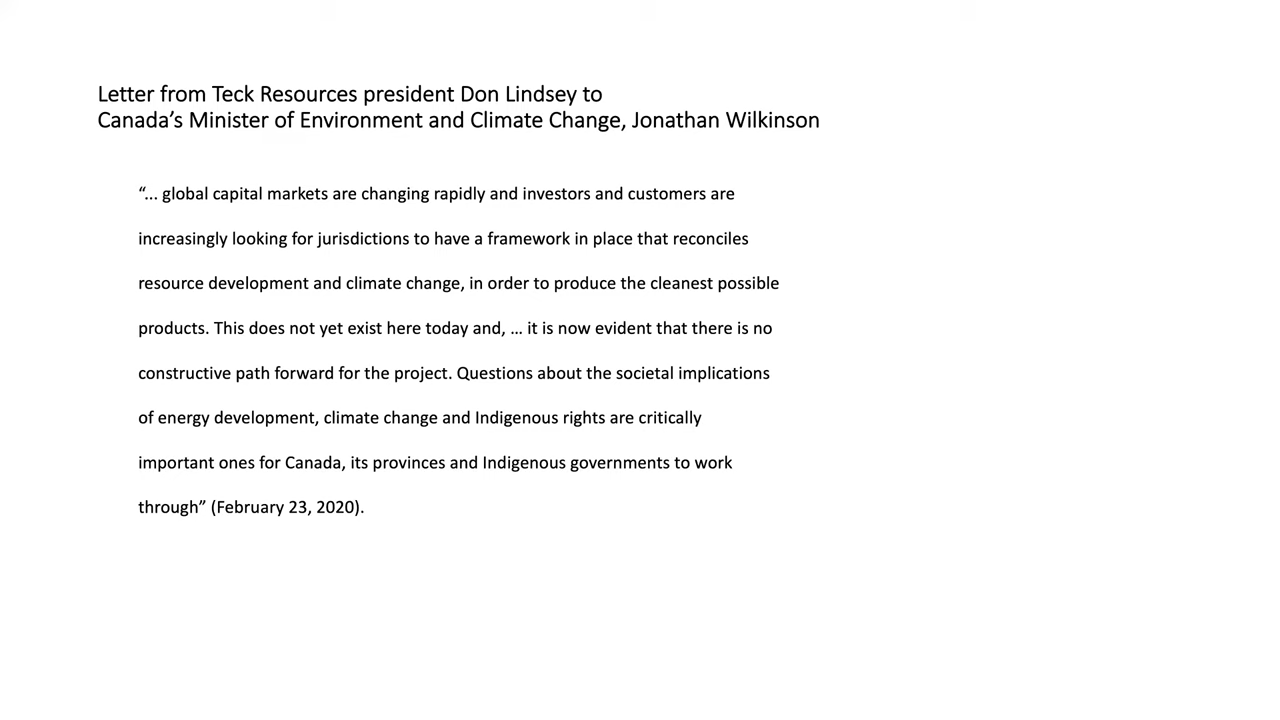 Letter from Teck Resources president Don Lindsey to
Canada’s Minister of Environment and Climate Change, Jonathan Wilkinson
“... global capital markets are changing rapidly and investors and customers are
increasingly looking for jurisdictions to have a framework in place that reconciles
resource development and climate change, in order to produce the cleanest possible
products. This does not yet exist here today and, … it is now evident that there is no
constructive path forward for the project. Questions about the societal implications
of energy development, climate change and Indigenous rights are critically
important ones for Canada, its provinces and Indigenous governments to work
through” (February 23, 2020).